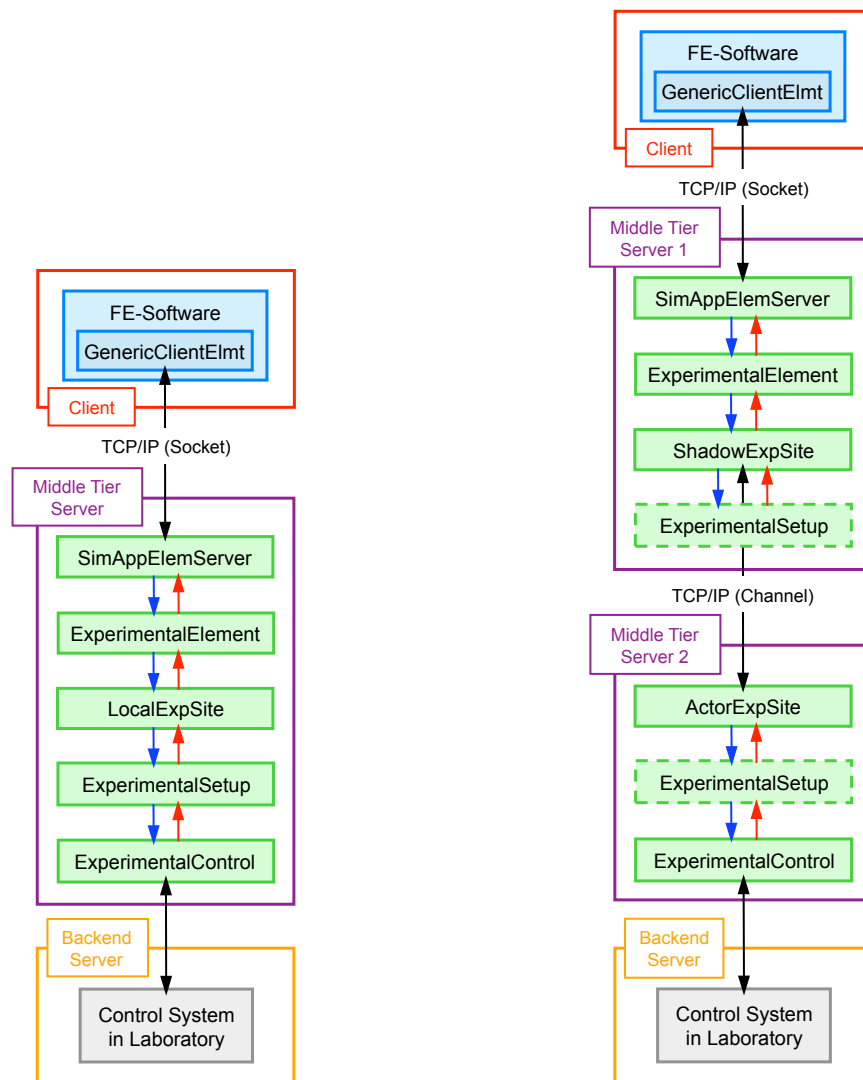 FE-Software
GenericClientElmt
Client
TCP/IP (Socket)
Middle Tier
Server
SimAppElemServer
ExperimentalElement
LocalExpSite
ExperimentalSetup
ExperimentalControl
Backend
Server
Control System
in Laboratory
FE-Software
GenericClientElmt
Client
TCP/IP (Socket)
Middle Tier
Server 1
SimAppElemServer
ExperimentalElement
ShadowExpSite
ExperimentalSetup
TCP/IP (Channel)
Middle Tier
Server 2
ActorExpSite
ExperimentalSetup
ExperimentalControl
Backend
Server
Control System
in Laboratory